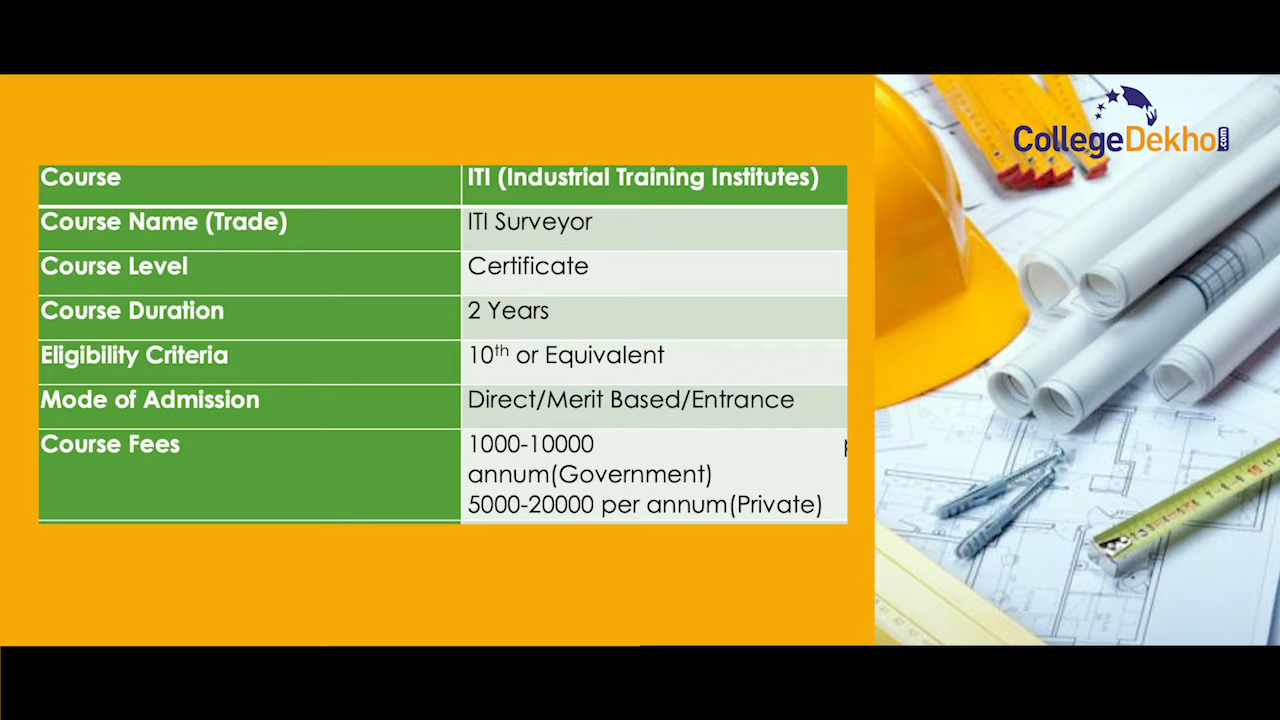 CollegeDekho.com
Course ITI (Industrial Training Institutes)
Course Name (Trade) ITI Surveyor
Course Level Certificate
Course Duration 2 Years
Eligibility Criteria 10th or Equivalent
Mode of Admission Direct/Merit Based/Entrance
Course Fees 1000-10000
annum(Government)
5000-20000 per annum(Private)